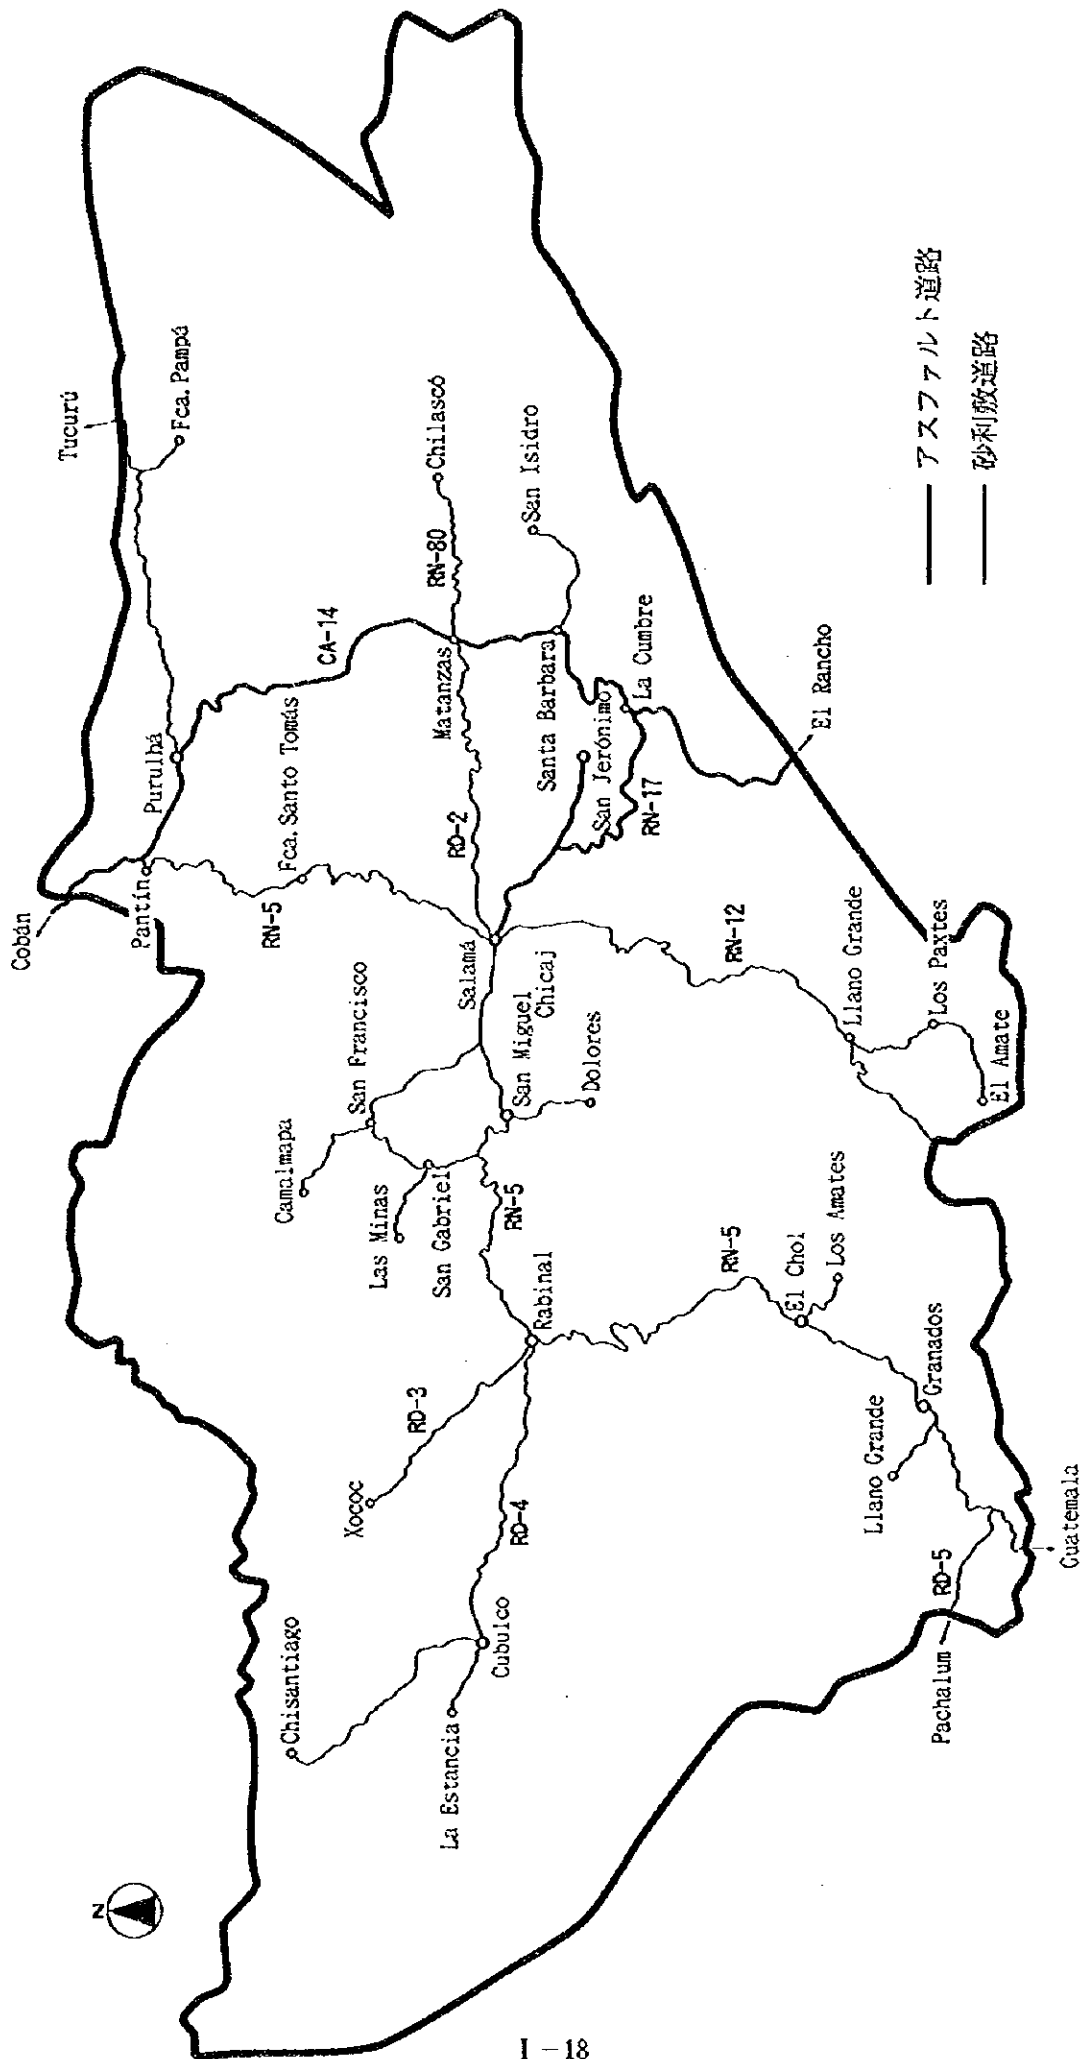 N
Cobán
Tucurú
Pantín
Purulhá
Fca. Pampá
RN-5
Fca. Santo Tomás
CA-14
Chisantiago
Camalmapa
San Francisco
Xococ
Las Minas
RD-3
San Gabriel
Salamá
RD-2
Matanzas
RN-80
Chilascó
La Estancia
Cubulco
RD-4
Rabinal
RN-5
San Miguel
Chicaj
Dolores
Santa Barbara
San Isidro
San Jerónimo
RN-17
La Cumbre
RN-12
RN-5
El Chol
Los Amates
Llano Grande
El Rancho
Llano Grande
Granados
Los Paxtes
El Amate
Pachalum
RD-5
Cuatemala
アスファルト道路
砂利敷道路
I-18